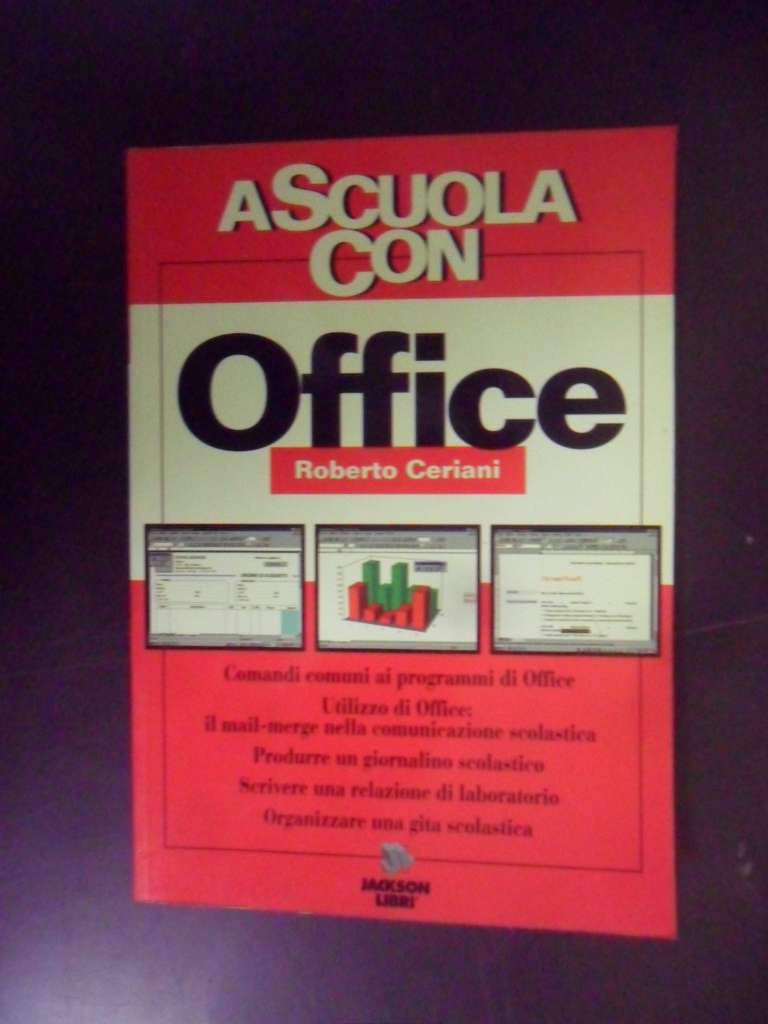 A SCUOLA
CON
Office
Roberto Ceriani
Comandi comuni ai programmi di Office
Utilizzo di Office:
il mail-merge nella comunicazione scolastica
Produrre un giornalino scolastico
Scrivere una relazione di laboratorio
Organizzare una gita scolastica
JACKSON
LIBRI